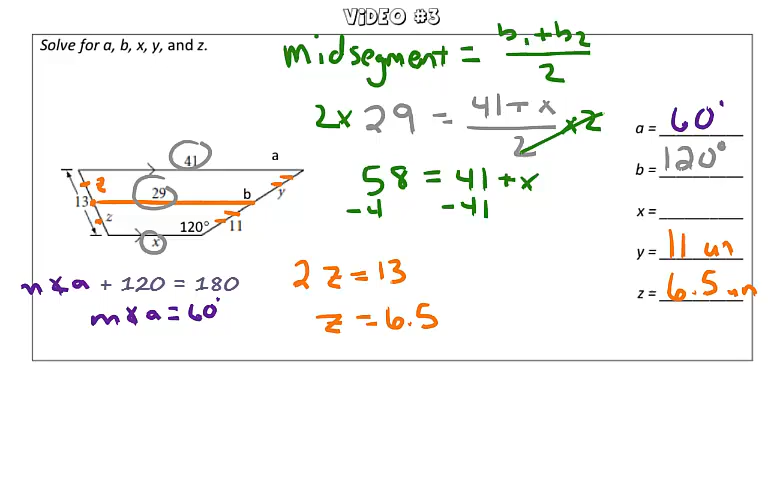 ViDEO #3
Solve for a, b, x, y, and z.
midsegment = b1 + b2 / 2
2x 29 = 41 + x / 2 x2
58 = 41 + x
-4 -41
41
a
z
29
b
y
13
z
120°
11
x
m∡a + 120 = 180
m∡a = 60°
2z = 13
z = 6.5
a = 60°
b = 120°
x =
y = 11 un
z = 6.5 un